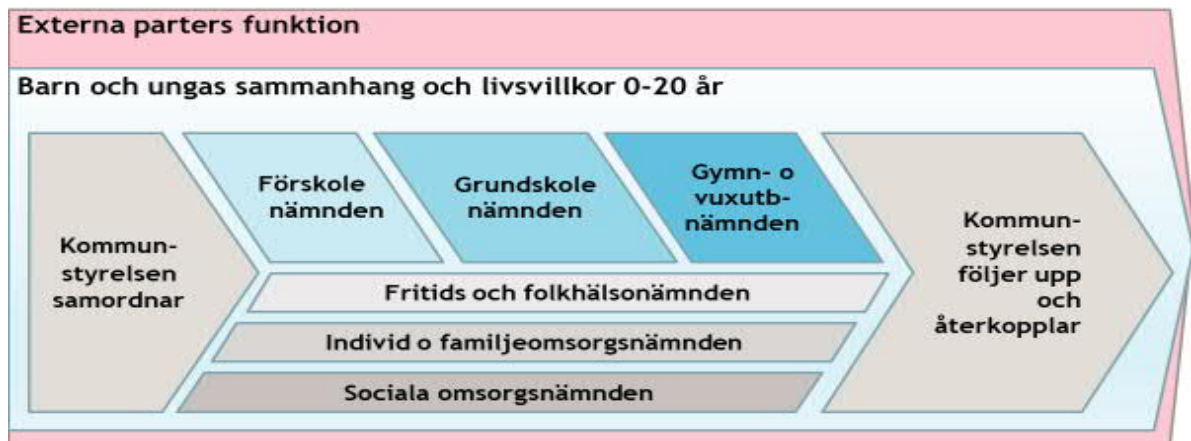 Externa parters funktion
Barn och ungas sammanhang och livsvillkor 0-20 år
Kommun-
styrelsen
samordnar
Förskole
nämnden
Grundskole
nämnden
Gymn- o
vuxutb-
nämnden
Fritids och folkhälsonämnden
Individ o familjeomsorgsnämnden
Sociala omsorgsnämnden
Kommun-
styrelsen
följer upp
och
återkopplar